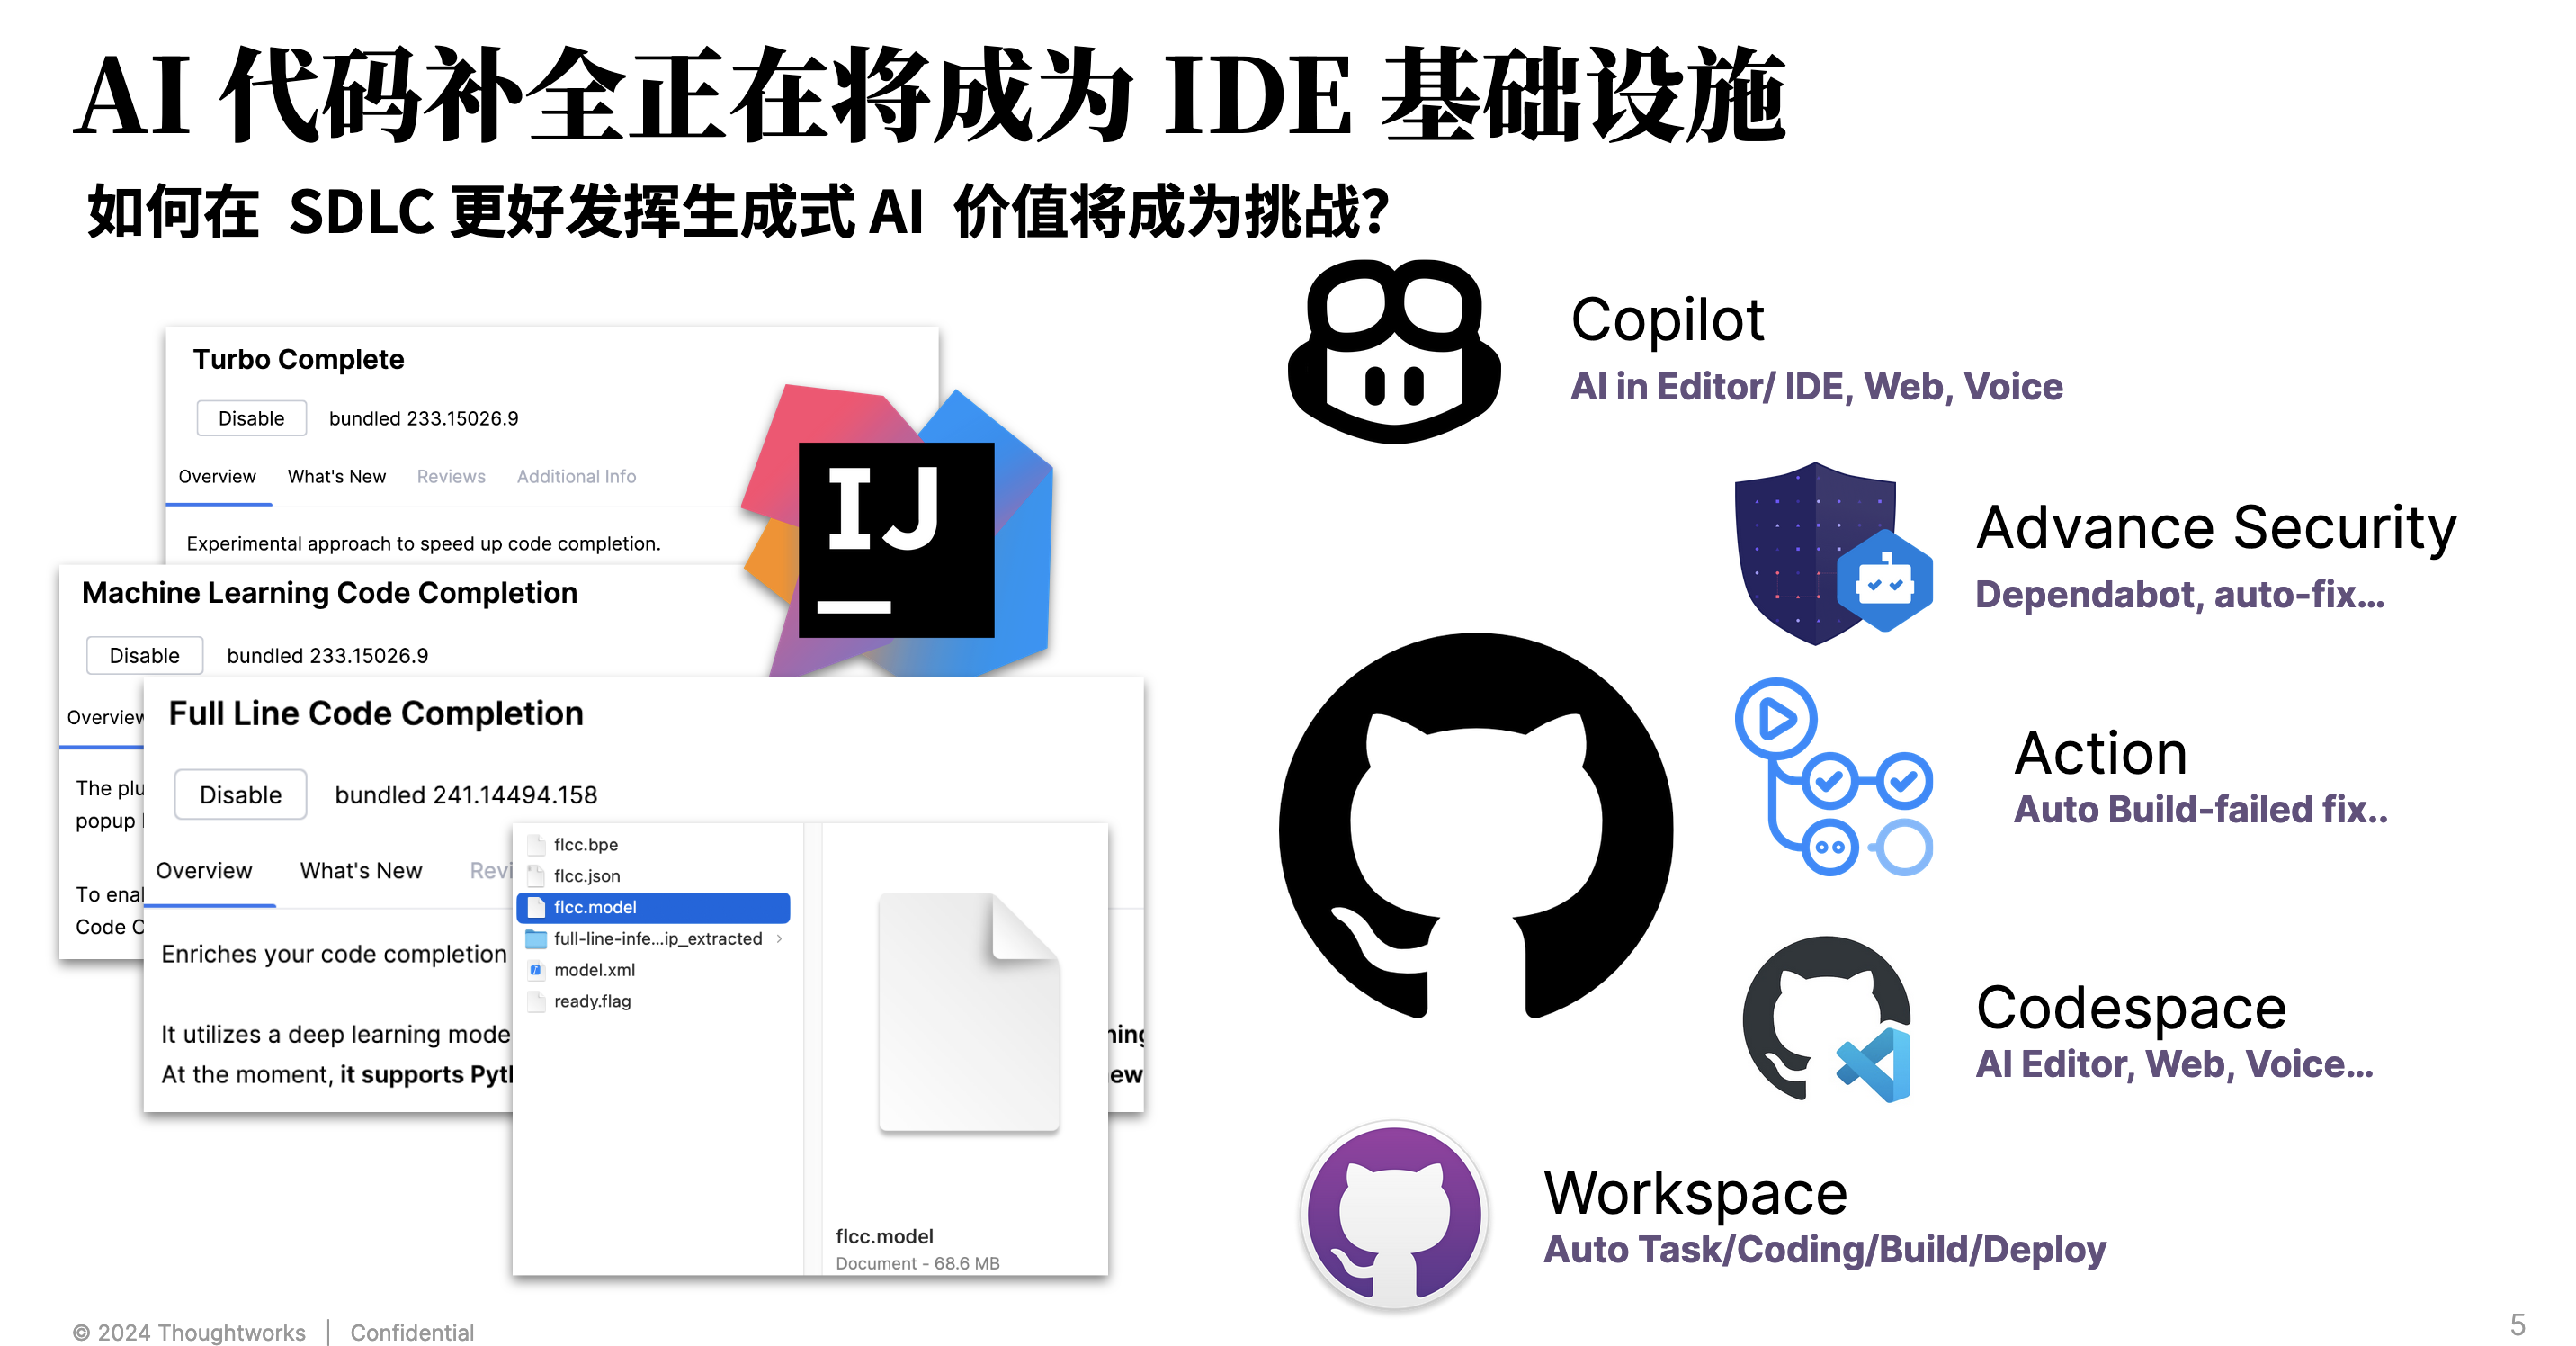 AI 代码补全正在将成为 IDE 基础设施
如何在 SDLC 更好发挥生成式 AI 价值将成为挑战？
Turbo Complete
Disable bundled 233.15026.9
Overview What's New Reviews Additional Info
Experimental approach to speed up code completion.
IJ
Machine Learning Code Completion
Disable bundled 233.15026.9
Overview
The
popup
To
Code
Full Line Code Completion
Disable bundled 241.14494.158
Overview What's New
Enriches your code completion
It utilizes a deep learning
At the moment, it supports
flcc.bpe
flcc.json
flcc.model
full-line-infe...ip_extracted
model.xml
ready.flag
flcc.model
Document - 68.6 MB
Copilot
AI in Editor/ IDE, Web, Voice
Advance Security
Dependabot, auto-fix...
Action
Auto Build-failed fix..
Codespace
AI Editor, Web, Voice...
Workspace
Auto Task/Coding/Build/Deploy
© 2024 Thoughtworks | Confidential
5